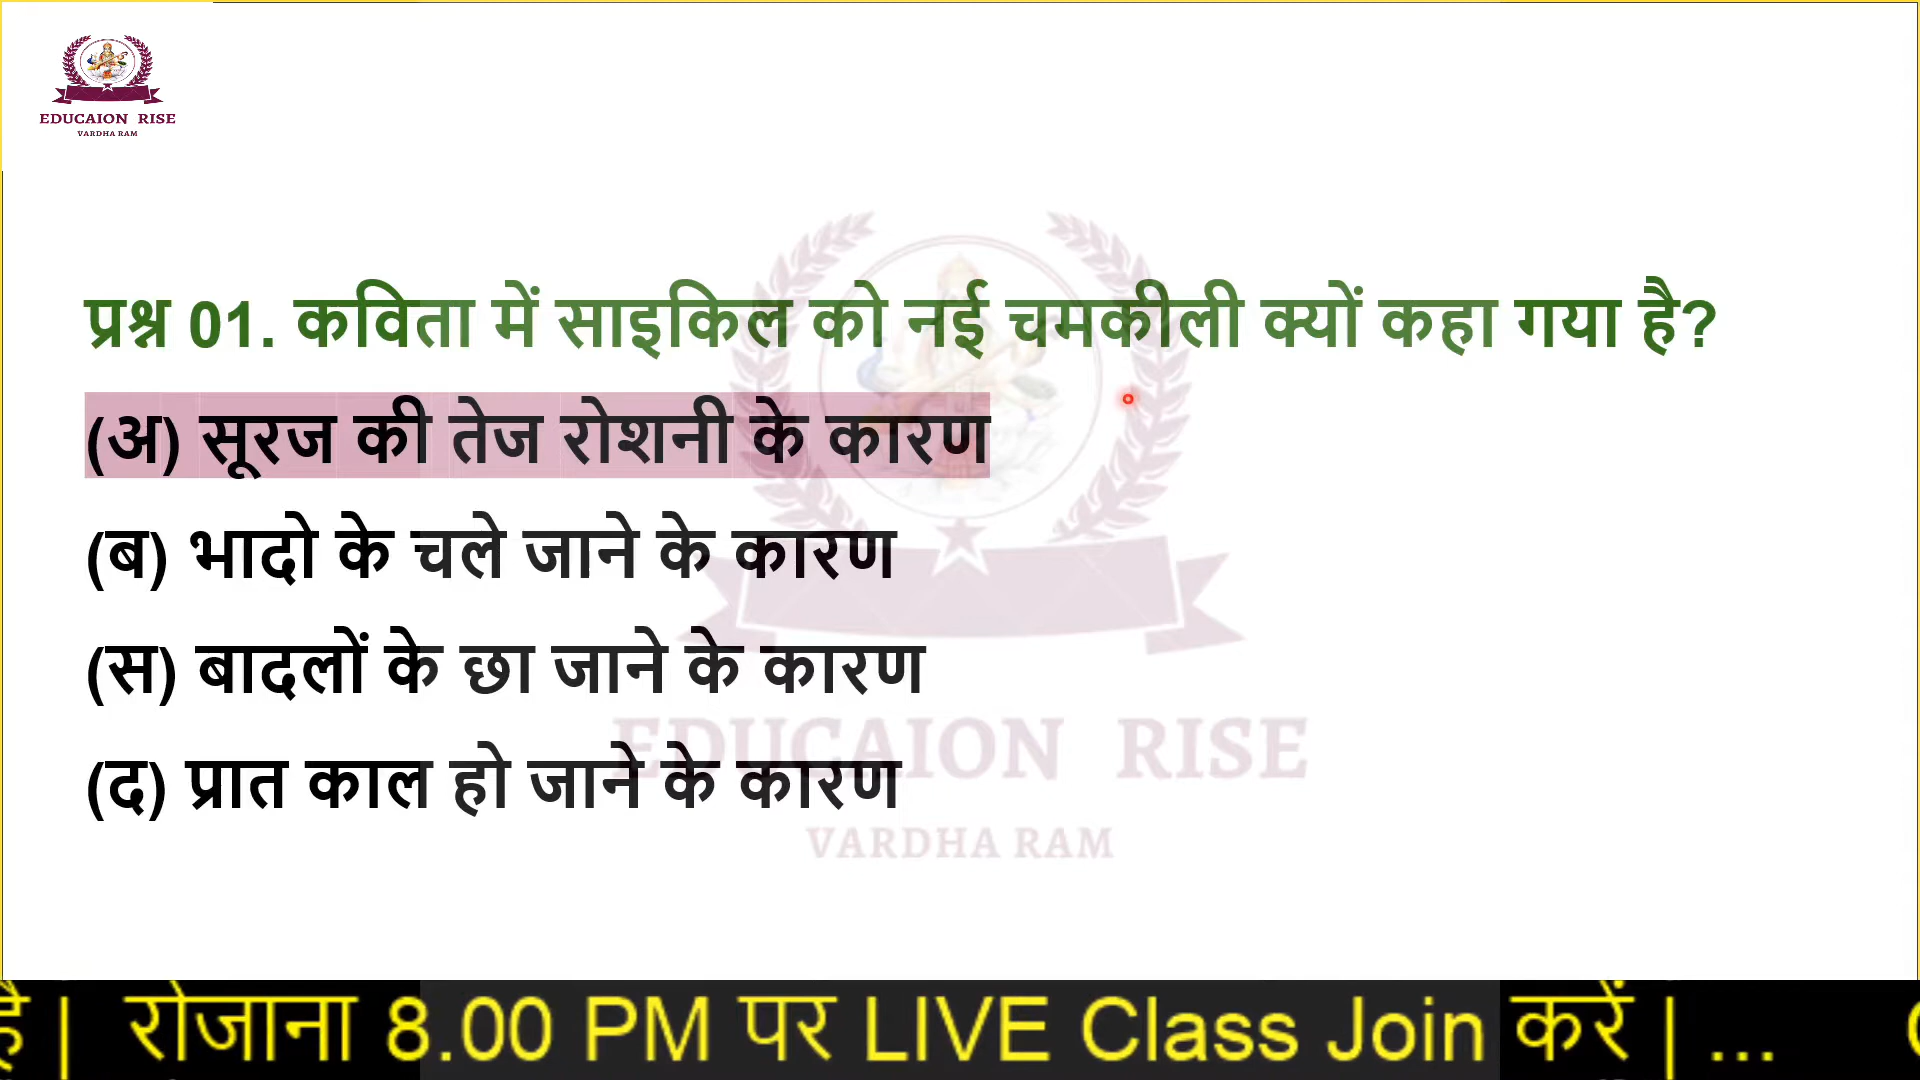 EDUCAION RISE
VARDHA RAM
प्रश्न 01. कविता में साइकिल को नई चमकीली क्यों कहा गया है?
(अ) सूरज की तेज रोशनी के कारण
(ब) भादो के चले जाने के कारण
(स) बादलों के छा जाने के कारण
(द) प्रात काल हो जाने के कारण
EDUCAION RISE
VARDHA RAM
है | रोजाना 8.00 PM पर LIVE Class Join करें | ...